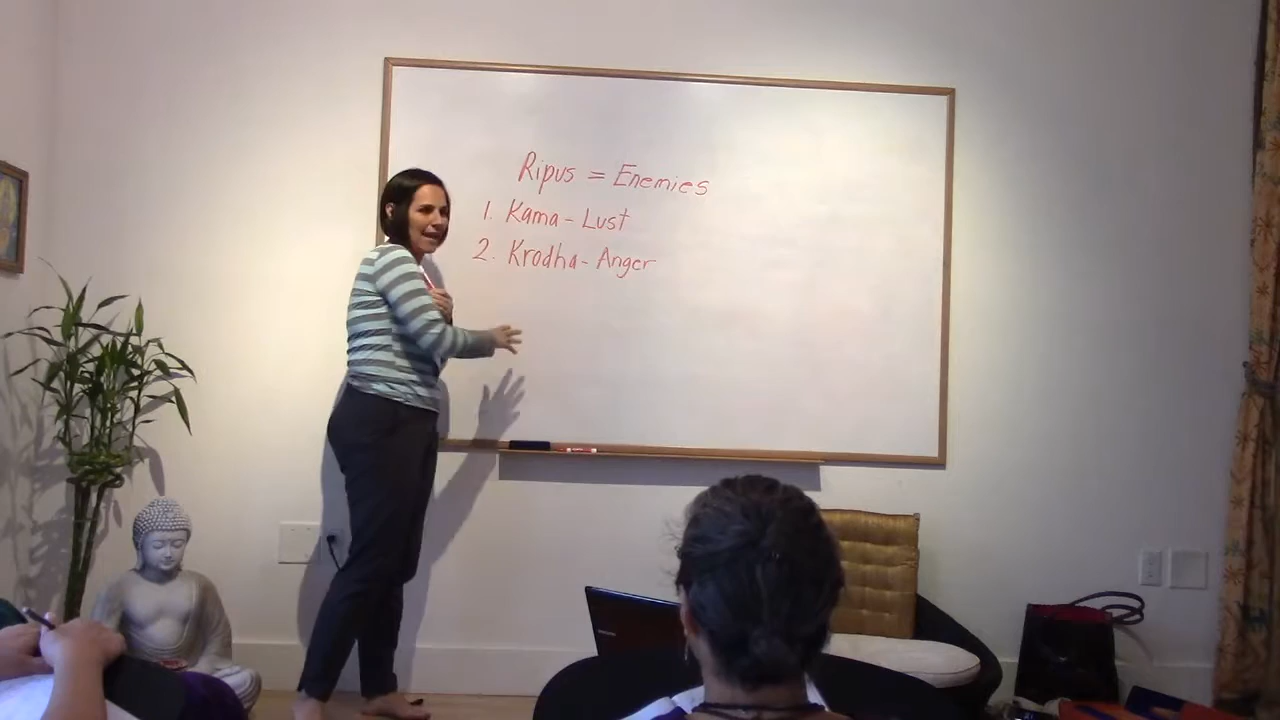 Ripus = Enemies
1. Kama - Lust
2. Krodha - Anger